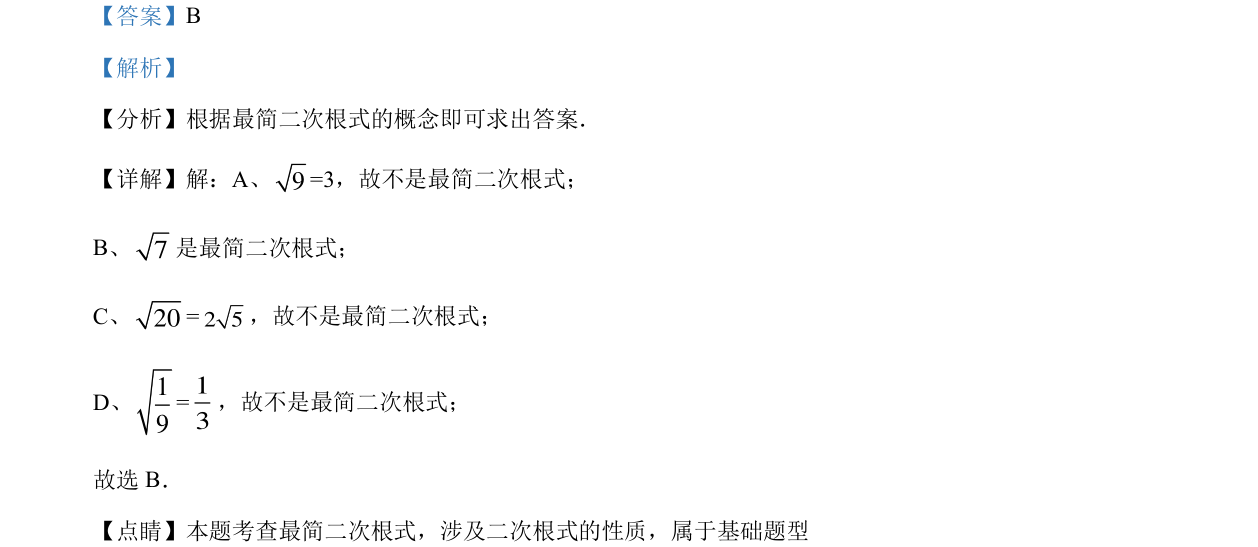 【答案】B
【解析】
【分析】根据最简二次根式的概念即可求出答案．
【详解】解：A、√9=3，故不是最简二次根式；
B、√7是最简二次根式；
C、√20=2√5，故不是最简二次根式；
D、√(1/9)=1/3，故不是最简二次根式；
故选 B．
【点睛】本题考查最简二次根式，涉及二次根式的性质，属于基础题型